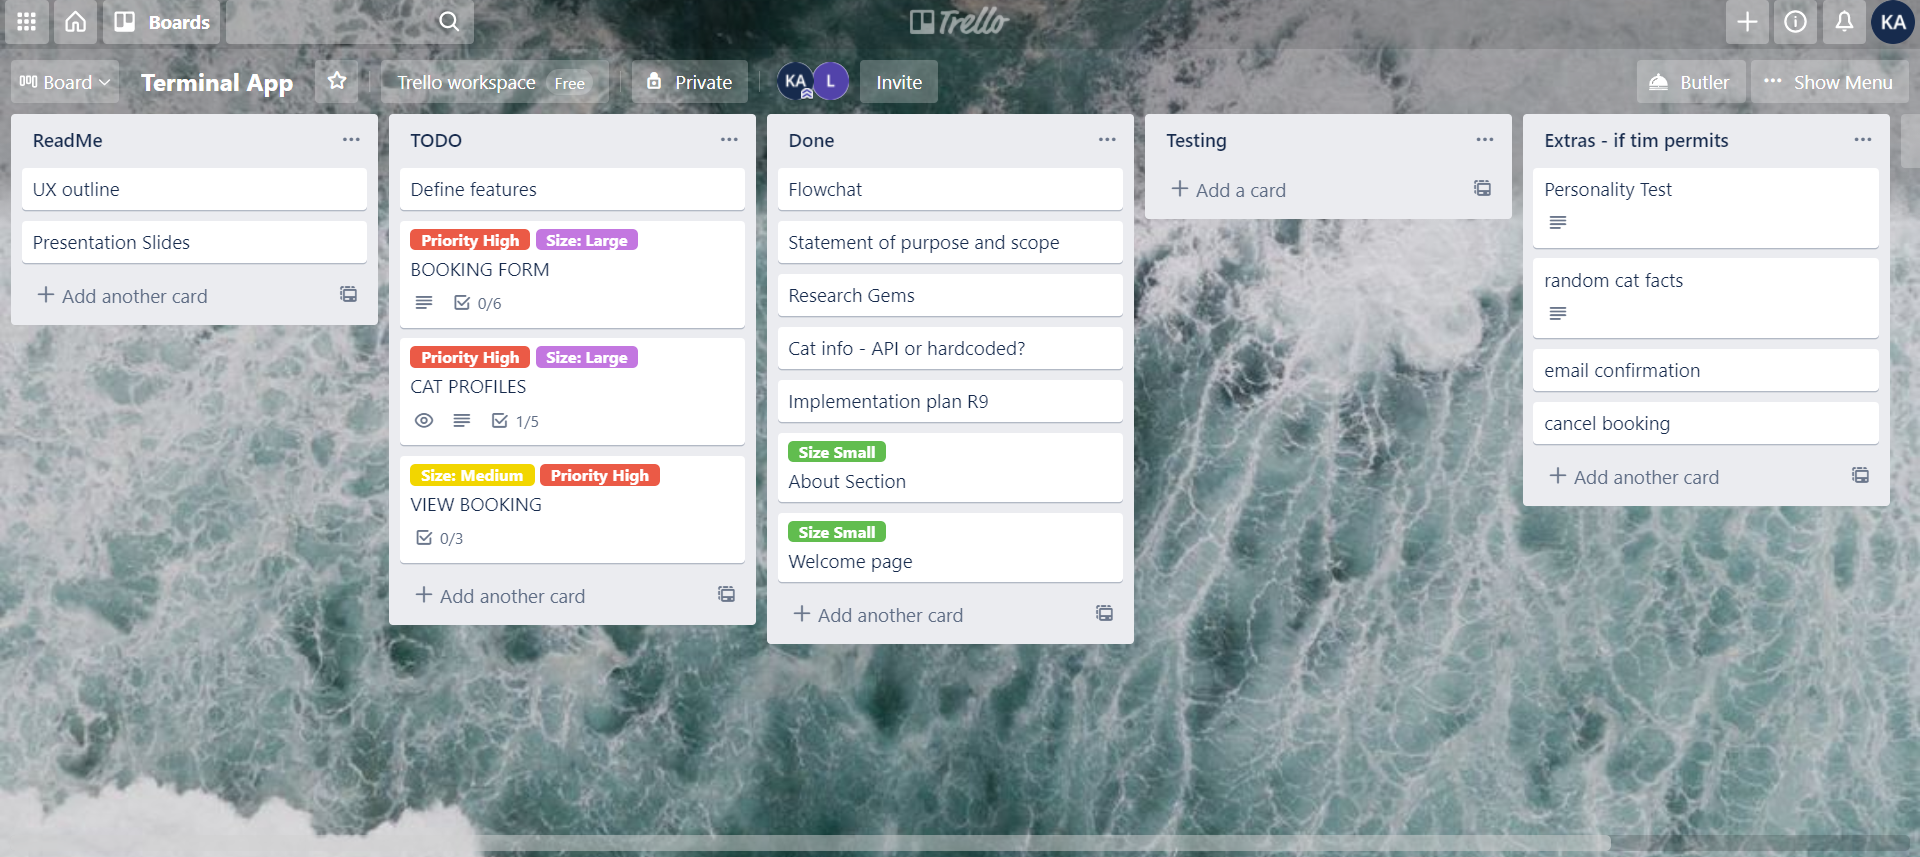 Boards
Trello
KA
Board
Terminal App
Trello workspace Free
Private
KA L
Invite
Butler
Show Menu
ReadMe
UX outline
Presentation Slides
+ Add another card
TODO
Define features
Priority High Size: Large
BOOKING FORM
0/6
Priority High Size: Large
CAT PROFILES
1/5
Size: Medium Priority High
VIEW BOOKING
0/3
+ Add another card
Done
Flowchat
Statement of purpose and scope
Research Gems
Cat info - API or hardcoded?
Implementation plan R9
Size Small
About Section
Size Small
Welcome page
+ Add another card
Testing
+ Add a card
Extras - if tim permits
Personality Test
random cat facts
email confirmation
cancel booking
+ Add another card